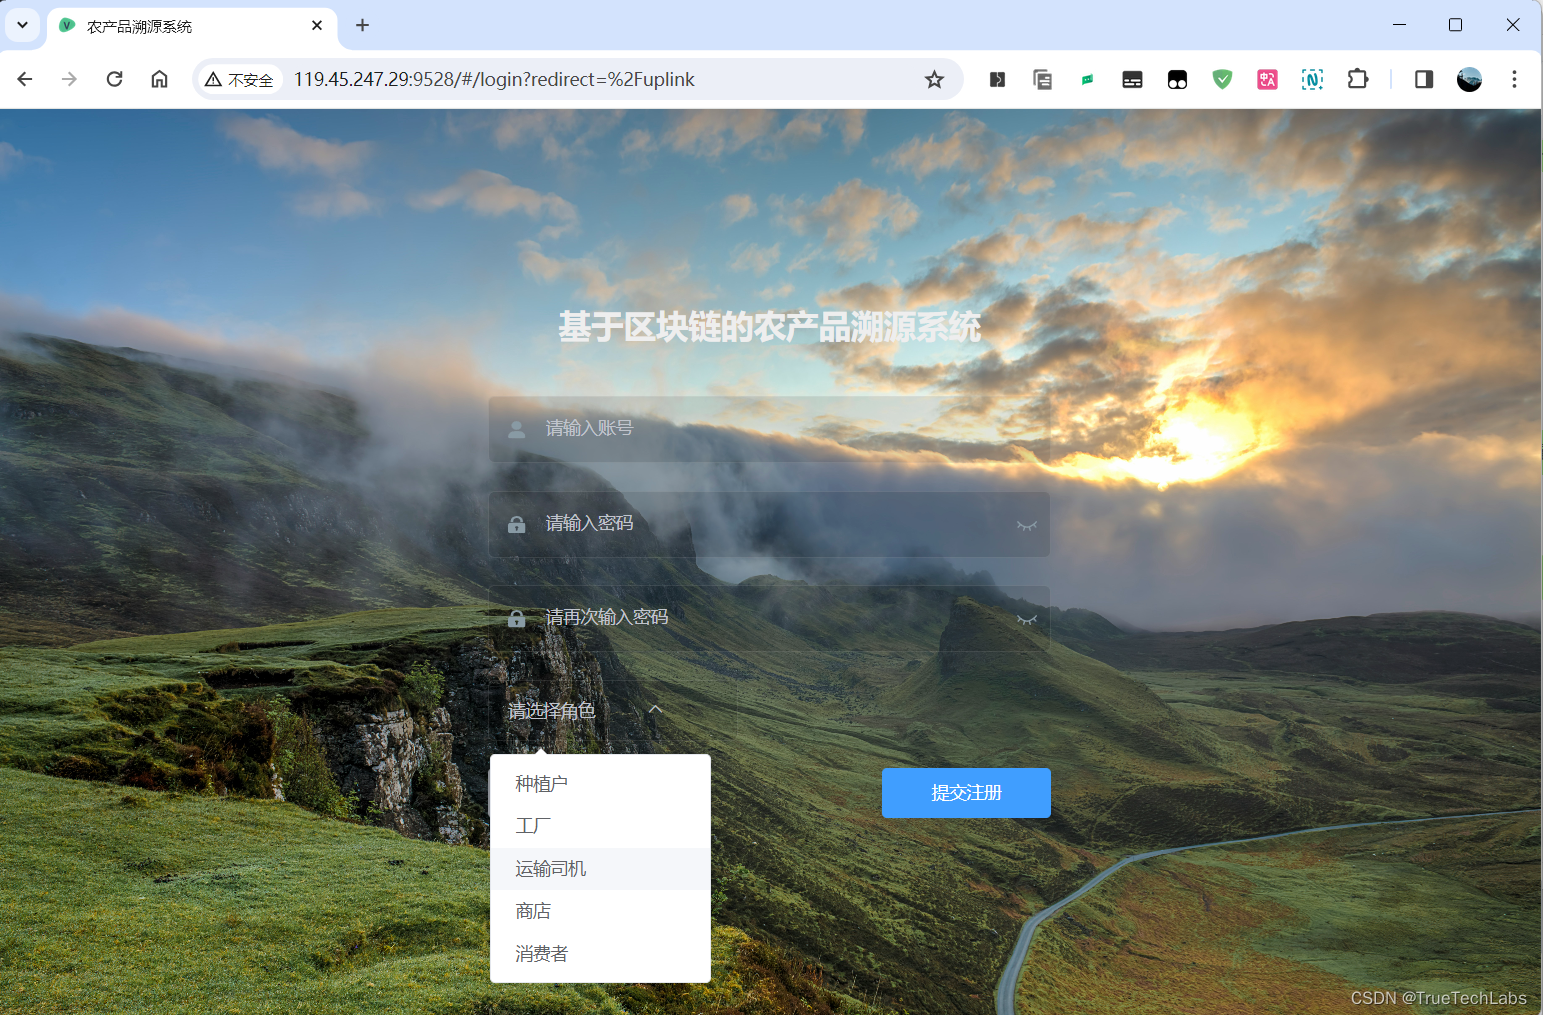 农产品溯源系统
不安全
119.45.247.29:9528/#/login?redirect=%2Fuplink
基于区块链的农产品溯源系统
请输入账号
请输入密码
请再次输入密码
请选择角色
种植户
提交注册
工厂
运输司机
商店
消费者
CSDN @TrueTechLabs